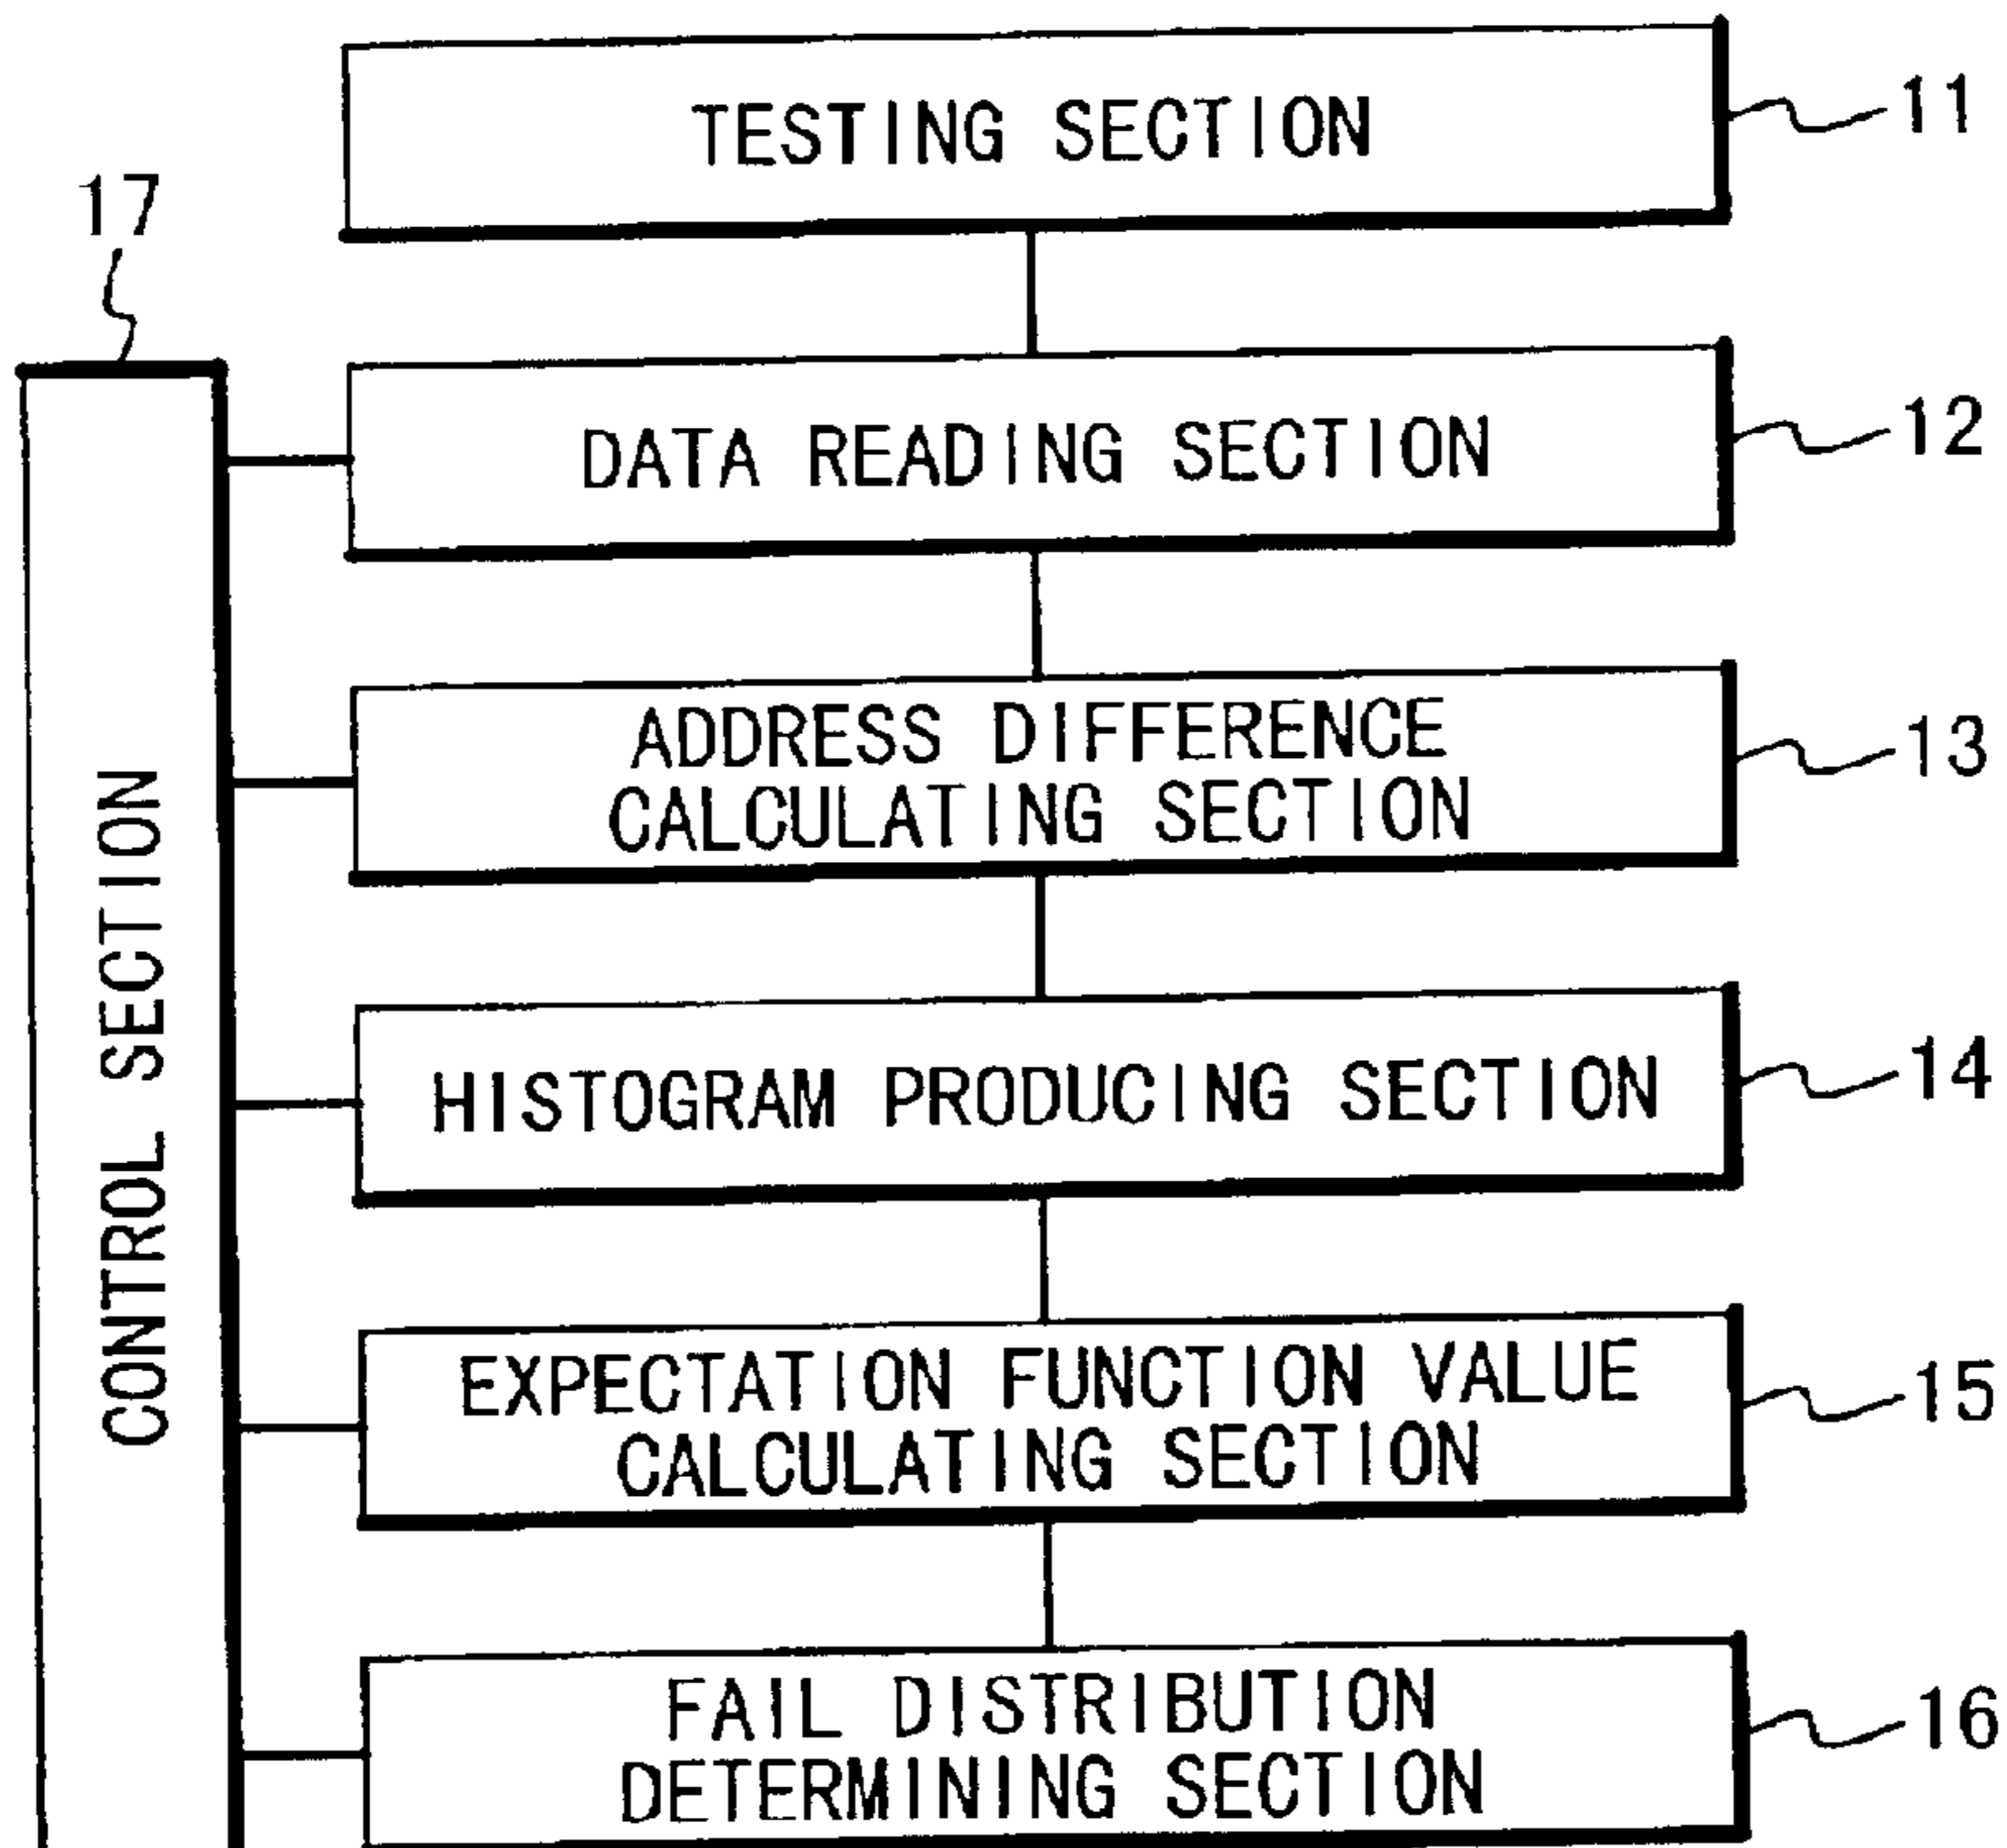 TESTING SECTION
11
17
DATA READING SECTION
12
ADDRESS DIFFERENCE
CALCULATING SECTION
13
CONTROL SECTION
HISTOGRAM PRODUCING SECTION
14
EXPECTATION FUNCTION VALUE
CALCULATING SECTION
15
FAIL DISTRIBUTION
DETERMINING SECTION
16